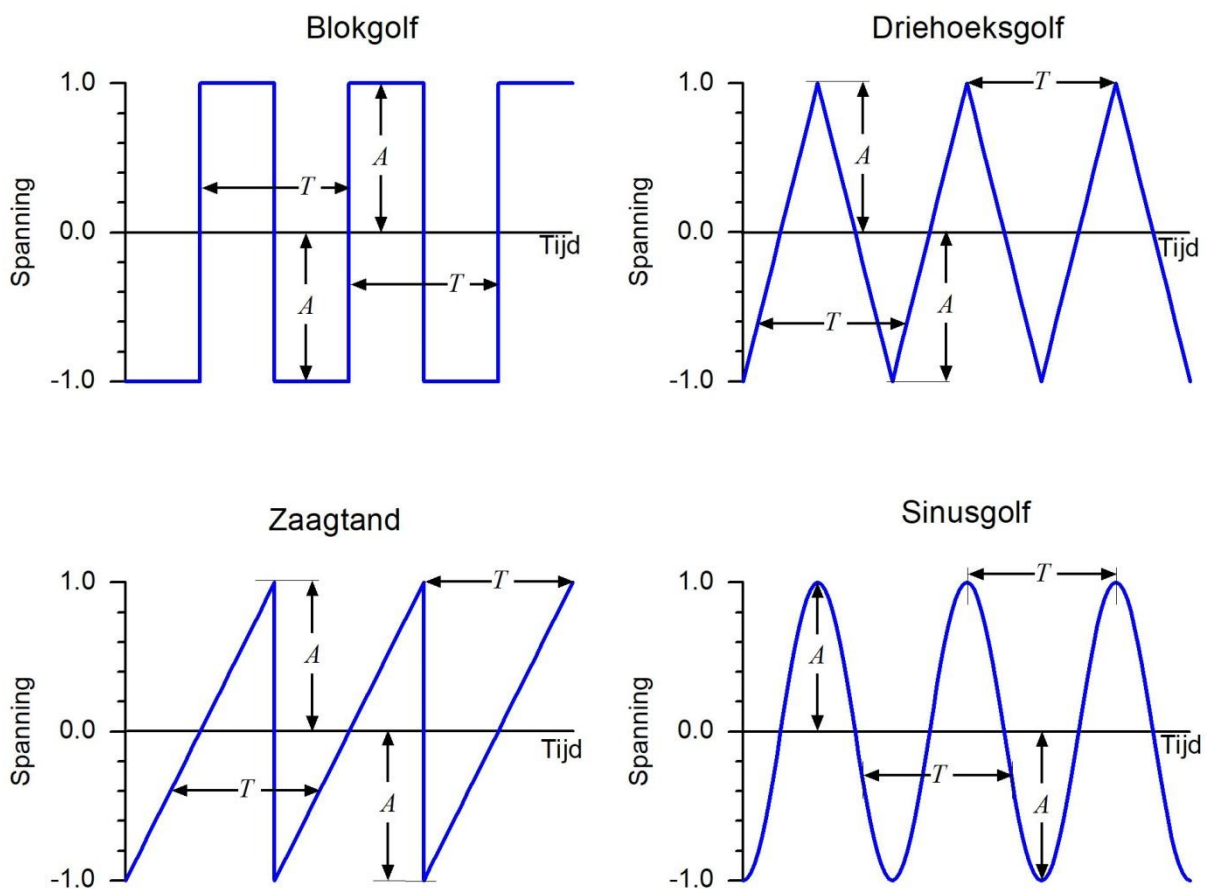 Blokgolf
1.0
A
T
Spanning
0.0
Tijd
A
T
-1.0
Driehoeksgolf
1.0
T
A
Spanning
0.0
Tijd
A
T
-1.0
Zaagtand
1.0
T
A
Spanning
0.0
Tijd
T
A
-1.0
Sinusgolf
T
1.0
A
Spanning
0.0
Tijd
T
A
-1.0